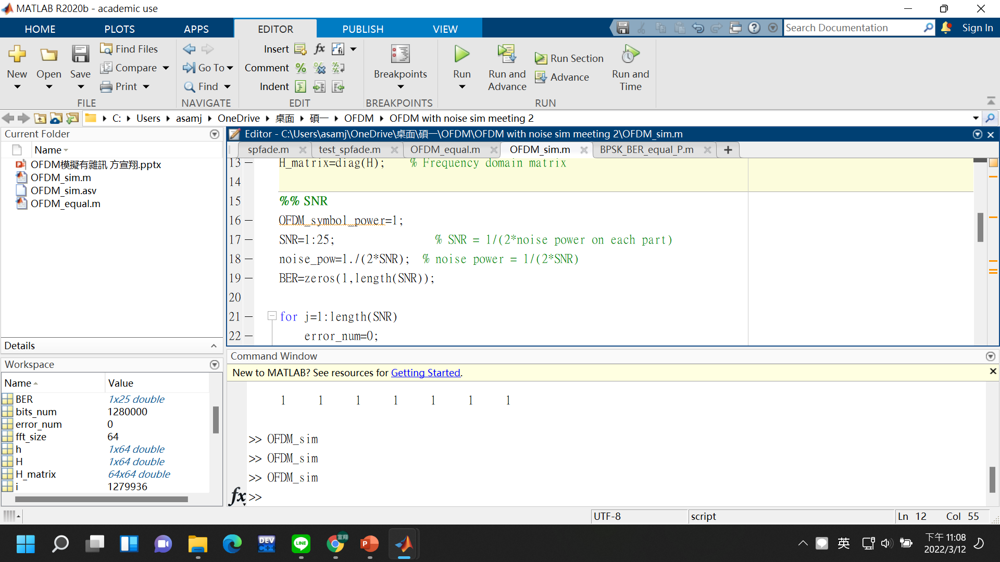 MATLAB R2020b - academic use
HOME PLOTS APPS EDITOR PUBLISH VIEW
Search Documentation
Sign In
New
Open
Save
Find Files
Compare
Print
FILE
Go To
Find
NAVIGATE
Insert
Comment
Indent
EDIT
Breakpoints
BREAKPOINTS
Run
Run and Advance
Run Section
Advance
Run and Time
RUN
C: Users asamj OneDrive 桌面 碩一 OFDM OFDM with noise sim meeting 2
Current Folder
Name
OFDM模擬有雜訊 方宣翔.pptx
OFDM_sim.m
OFDM_sim.asv
OFDM_equal.m
Details
Workspace
Name Value
BER 1x25 double
bits_num 1280000
error_num 0
fft_size 64
h 1x64 double
H 1x64 double
H_matrix 64x64 double
i 1279936
Editor - C:\Users\asamj\OneDrive\桌面\碩一\OFDM\OFDM with noise sim meeting 2\OFDM_sim.m
spfade.m test_spfade.m OFDM_equal.m OFDM_sim.m BPSK_BER_equal_P.m
13 H_matrix=diag(H); % Frequency domain matrix
14
15 %% SNR
16 OFDM_symbol_power=1;
17 SNR=1:25; % SNR = 1/(2*noise power on each part)
18 noise_pow=1./(2*SNR); % noise power = 1/(2*SNR)
19 BER=zeros(1,length(SNR));
20
21 for j=1:length(SNR)
22 error_num=0;
Command Window
New to MATLAB? See resources for Getting Started.
1 1 1 1 1 1 1
>> OFDM_sim
>> OFDM_sim
>> OFDM_sim
fx >>
UTF-8 script Ln 12 Col 55
DEV C++
LINE
宣翔
P
英
下午 11:08
2022/3/12